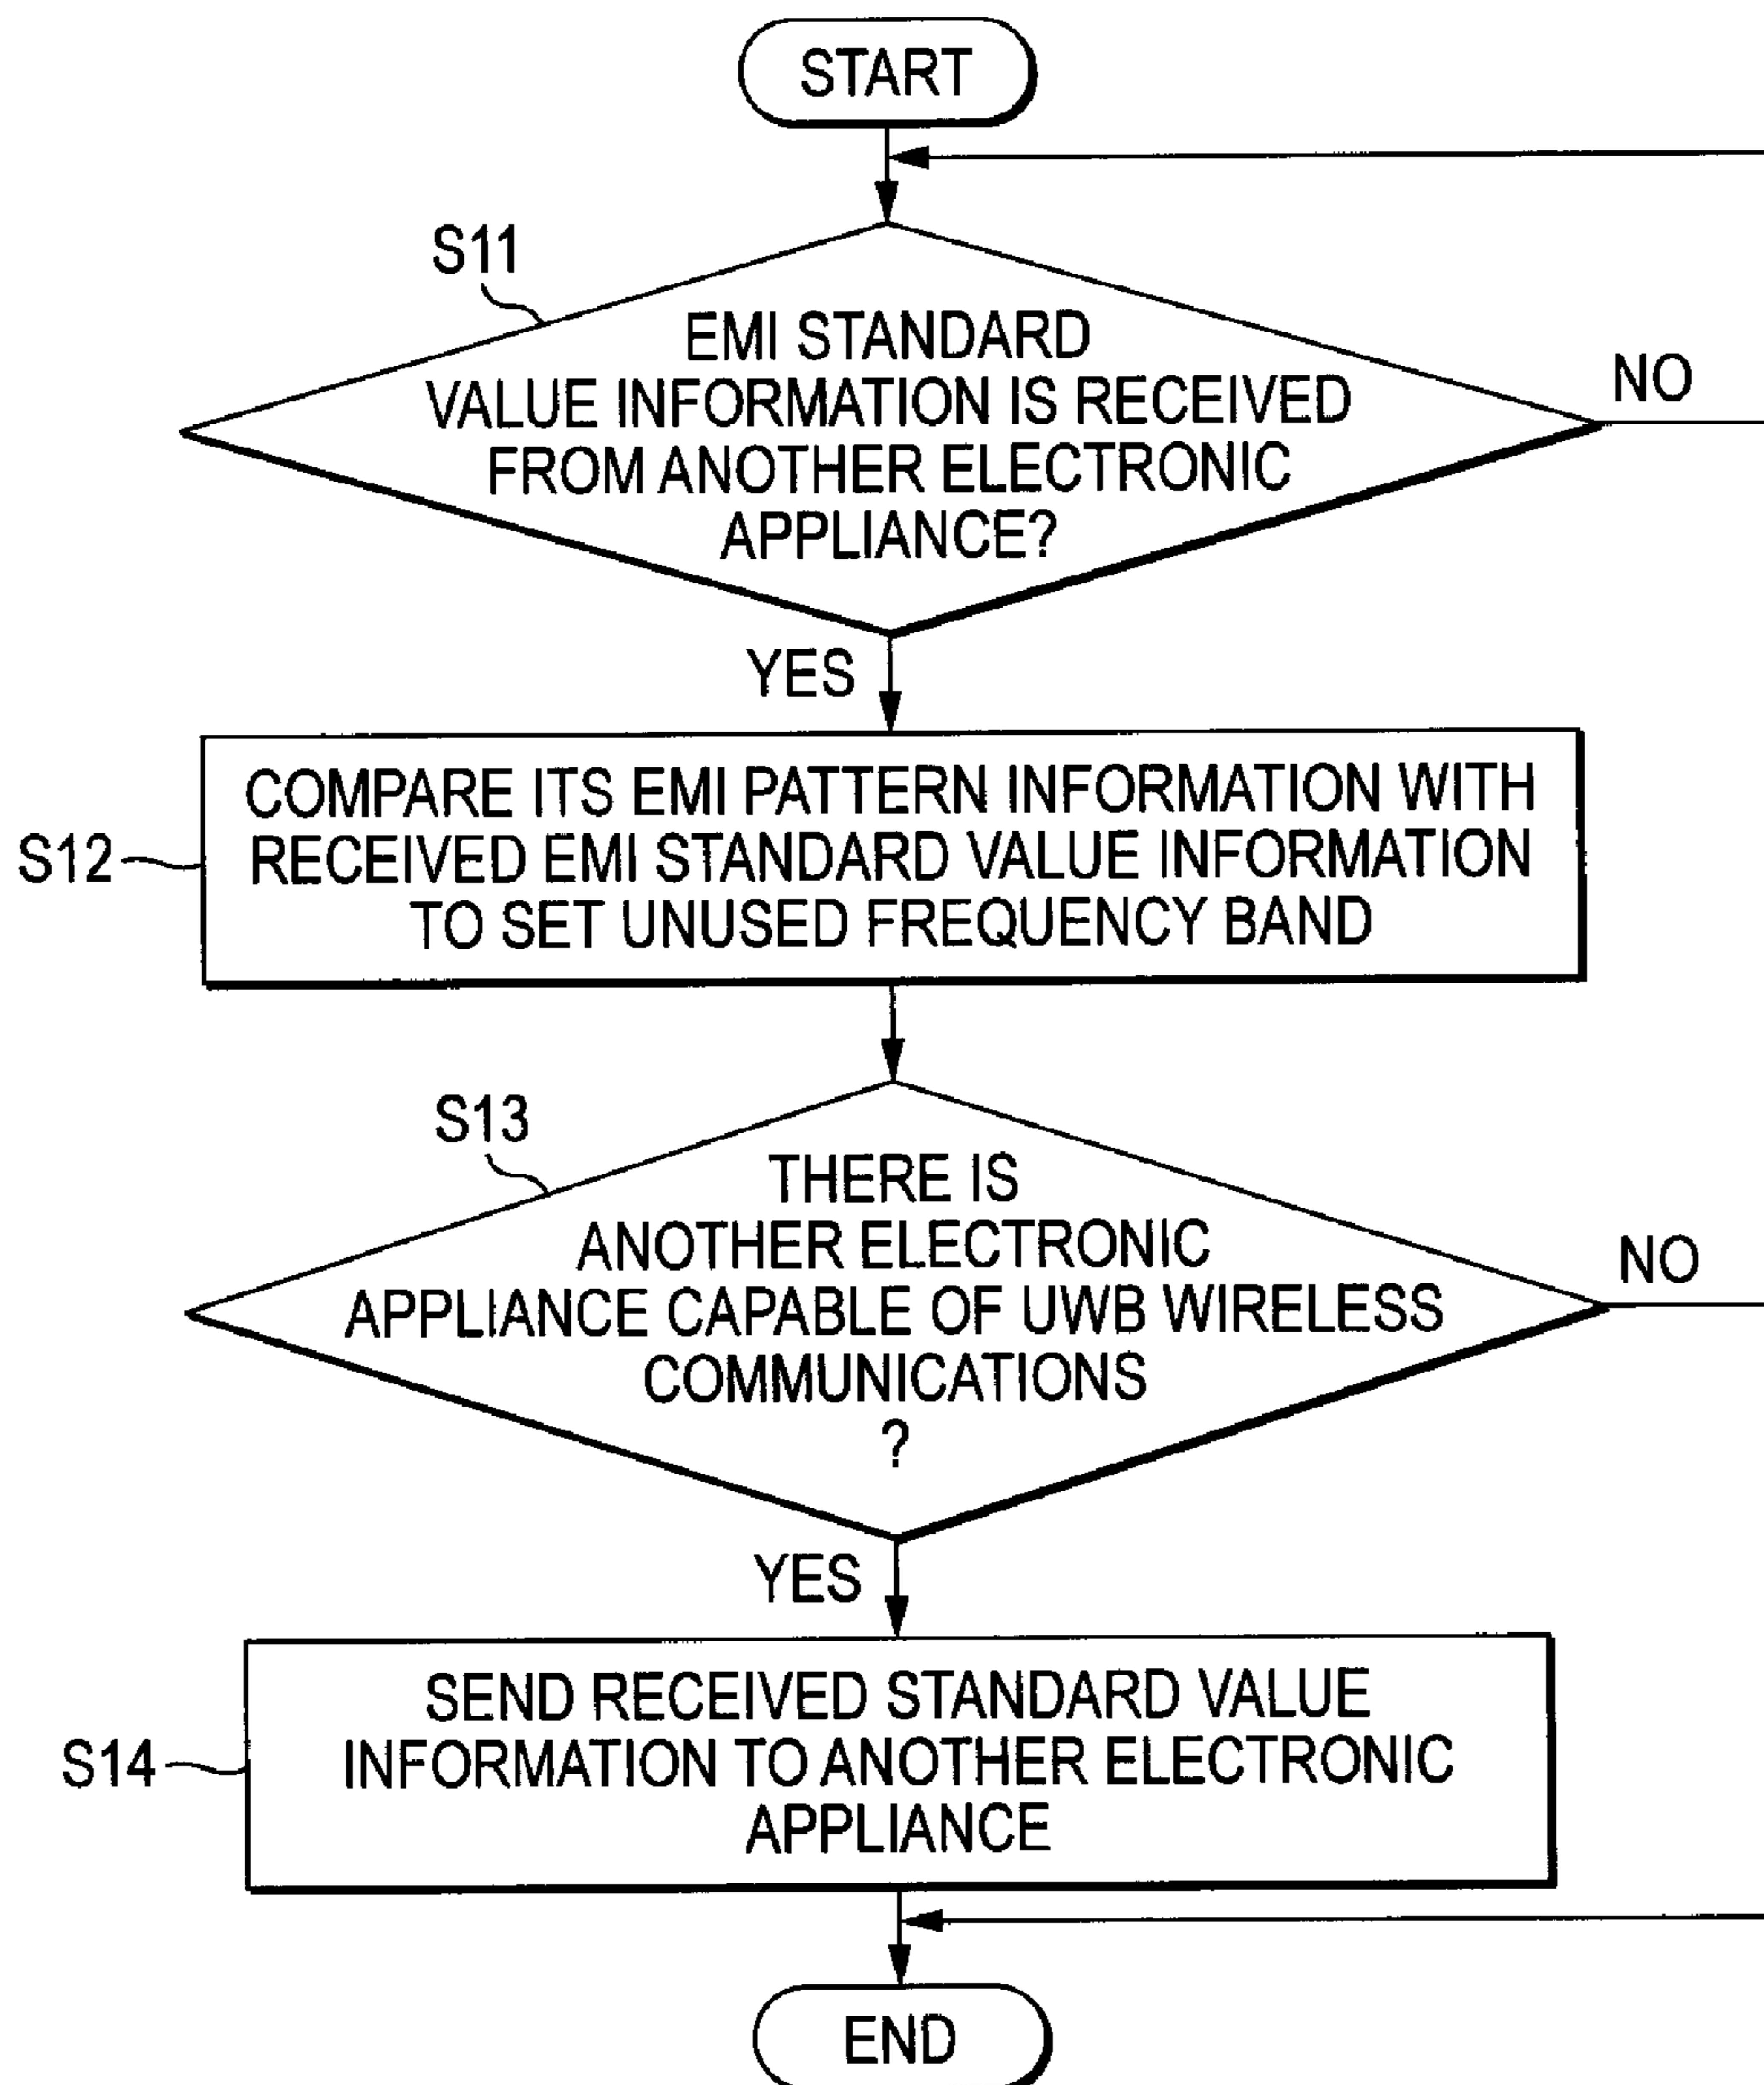 START
S11
EMI STANDARD
VALUE INFORMATION IS RECEIVED
FROM ANOTHER ELECTRONIC
APPLIANCE?
NO
YES
S12
COMPARE ITS EMI PATTERN INFORMATION WITH
RECEIVED EMI STANDARD VALUE INFORMATION
TO SET UNUSED FREQUENCY BAND
S13
THERE IS
ANOTHER ELECTRONIC
APPLIANCE CAPABLE OF UWB WIRELESS
COMMUNICATIONS
?
NO
YES
S14
SEND RECEIVED STANDARD VALUE
INFORMATION TO ANOTHER ELECTRONIC
APPLIANCE
END